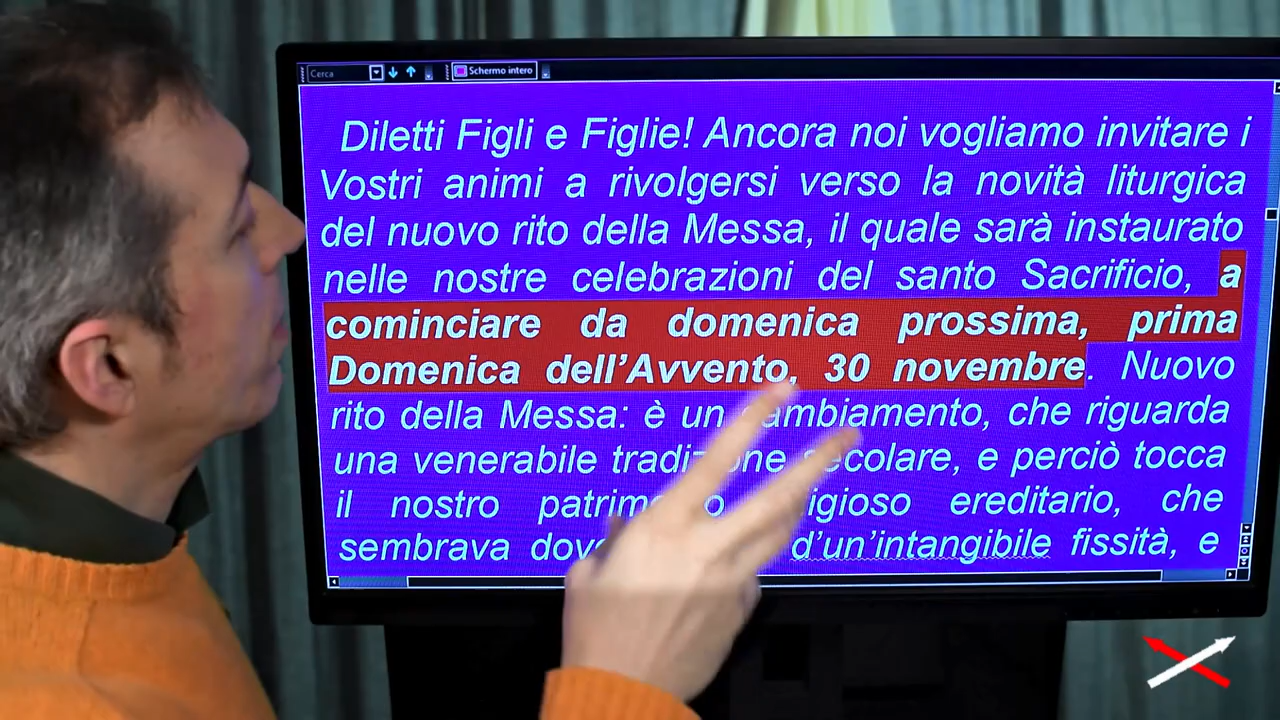 Cerca
Schermo intero
Diletti Figli e Figlie! Ancora noi vogliamo invitare i
Vostri animi a rivolgersi verso la novità liturgica
del nuovo rito della Messa, il quale sarà instaurato
nelle nostre celebrazioni del santo Sacrificio, a
cominciare da domenica prossima, prima
Domenica dell'Avvento, 30 novembre. Nuovo
rito della Messa: è un cambiamento, che riguarda
una venerabile tradizione secolare, e perciò tocca
il nostro ereditario, che
sembrava d'un'intangibile fissità, e